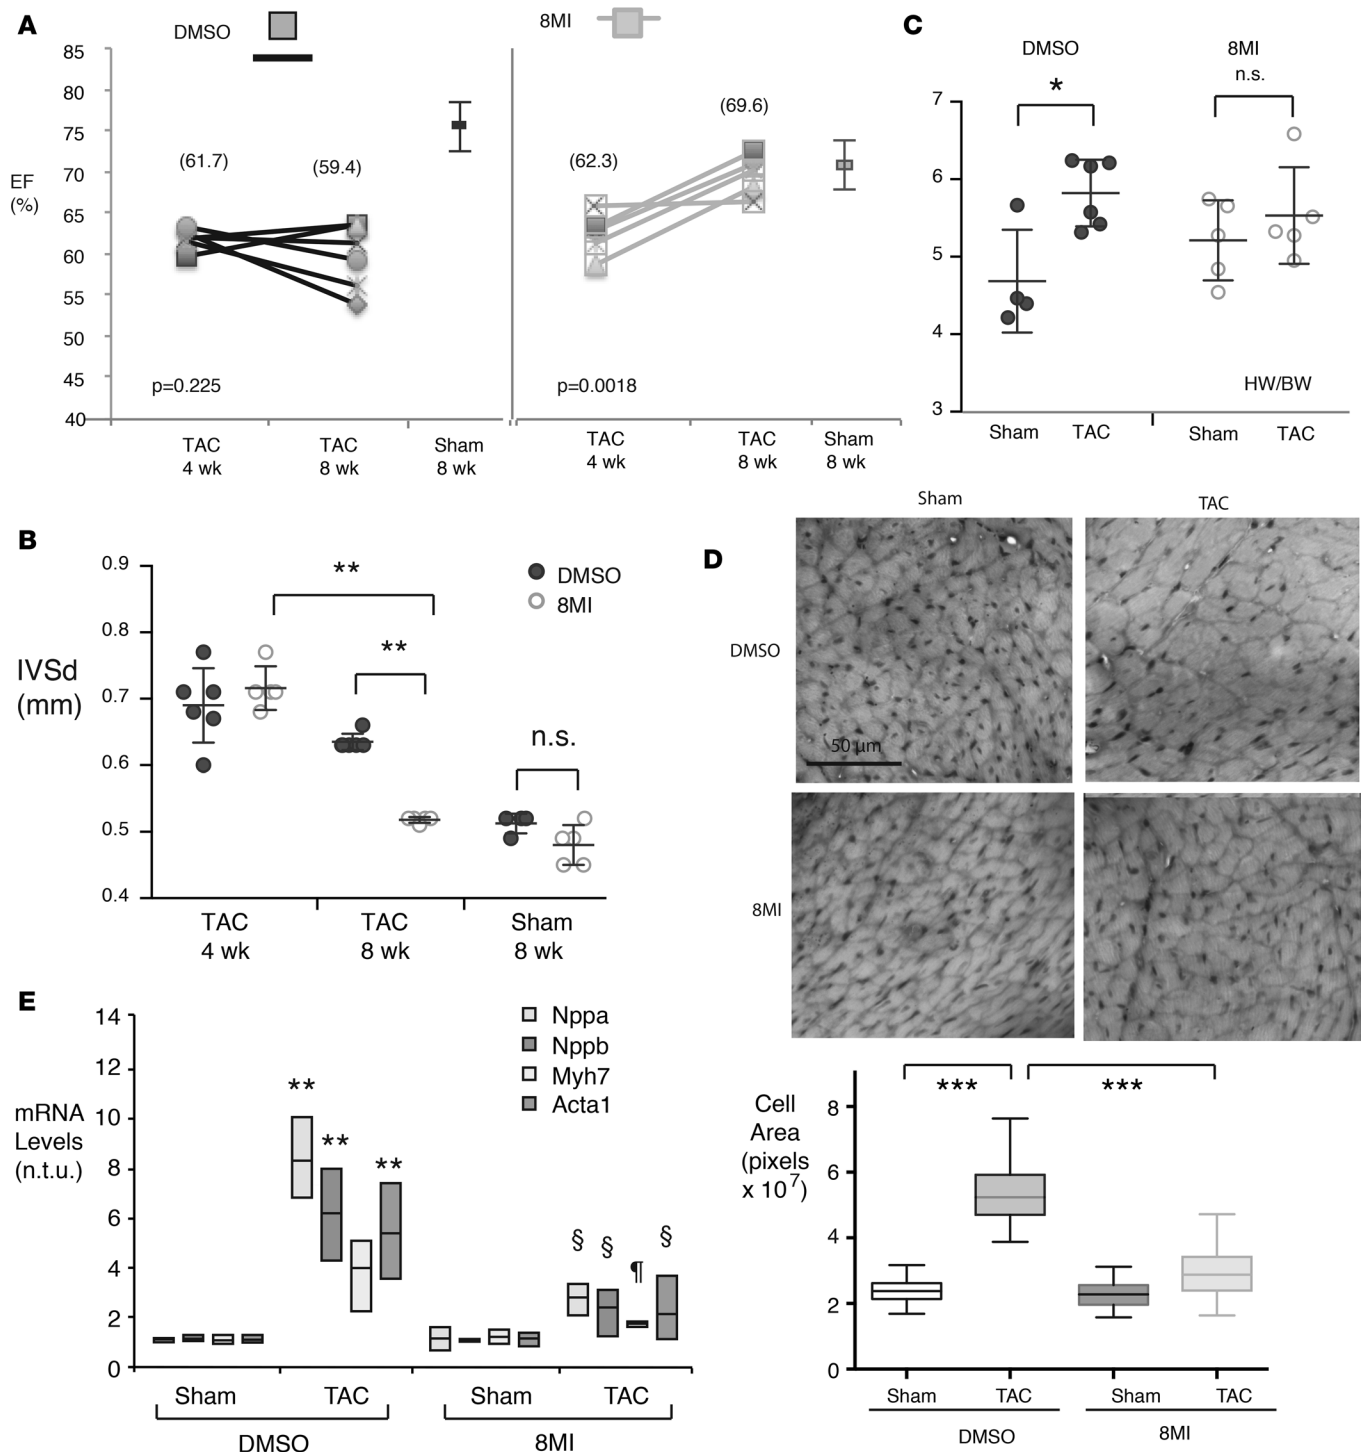 A
DMSO
8MI
85
80
75
70
65
60
55
50
45
40
EF
(%)
(61.7)
(59.4)
(62.3)
(69.6)
p=0.225
p=0.0018
TAC
4 wk
TAC
8 wk
Sham
8 wk
TAC
4 wk
TAC
8 wk
Sham
8 wk
C
DMSO
8MI
*
n.s.
7
6
5
4
3
HW/BW
Sham
TAC
Sham
TAC
B
0.9
0.8
0.7
0.6
0.5
0.4
IVSd
(mm)
**
**
n.s.
DMSO
8MI
TAC
4 wk
TAC
8 wk
Sham
8 wk
D
Sham
TAC
DMSO
50 µm
8MI
Cell
Area
(pixels
x 10^7)
8
6
4
2
0
***
***
Sham
TAC
Sham
TAC
DMSO
8MI
E
14
12
10
8
6
4
2
0
mRNA
Levels
(n.t.u.)
Nppa
Nppb
Myh7
Acta1
**
**
**
§
§
¶
§
Sham
TAC
Sham
TAC
DMSO
8MI